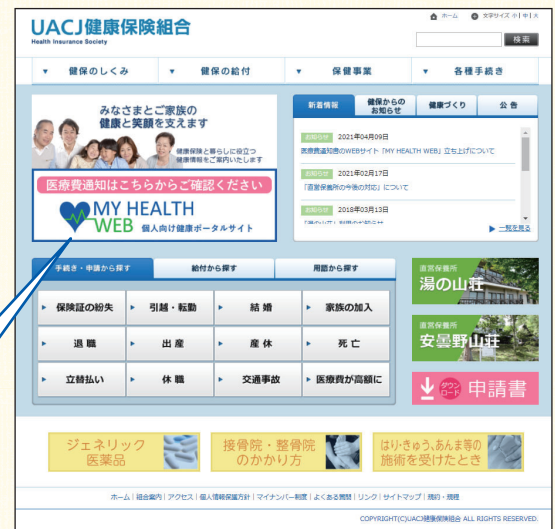 UACJ健康保険組合
Health Insurance Society
ホーム 文字サイズ 小|中|大
検索
健保のしくみ
健保の給付
保健事業
各種手続き
みなさまとご家族の
健康と笑顔を支えます
健康保険と暮らしに役立つ
健康情報をご案内いたします
医療費通知はこちらからご確認ください
MY HEALTH
WEB 個人向け健康ポータルサイト
新着情報
健保からの
お知らせ
健康づくり
公告
お知らせ 2021年04月09日
医療費通知書のWEBサイト「MY HEALTH WEB」立ち上げについて
お知らせ 2021年02月17日
「直営保養所の今後の対応」について
お知らせ 2018年03月13日
一覧を見る
手続き・申請から探す
給付から探す
用語から探す
保険証の紛失
引越・転勤
結婚
家族の加入
退職
出産
産休
死亡
立替払い
休職
交通事故
医療費が高額に
直営保養所
湯の山荘
直営保養所
安曇野山荘
ダウン
ロード
申請書
ジェネリック
医薬品
接骨院・整骨院
のかかり方
はり・きゅう、あんま等の
施術を受けたとき
ホーム|組合案内|アクセス|個人情報保護方針|マイナンバー制度|よくある質問|リンク|サイトマップ|規約・規程
COPYRIGHT(C)UACJ健康保険組合 ALL RIGHTS RESERVED.